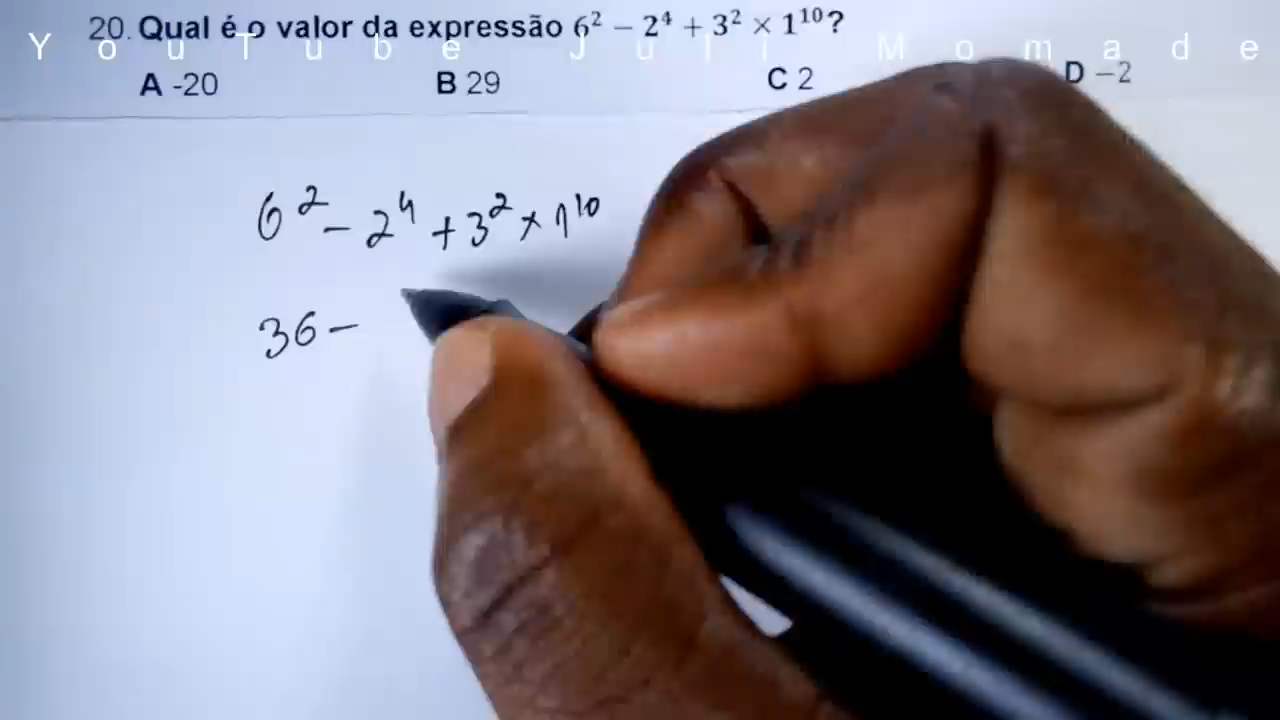 20. Qual é o valor da expressão 6² − 2⁴ + 3² × 1¹⁰?
Y o u T u b e J u l i M o m a d e
A -20 B 29 C 2 D −2
6² − 2⁴ + 3² × 1¹⁰
36 −